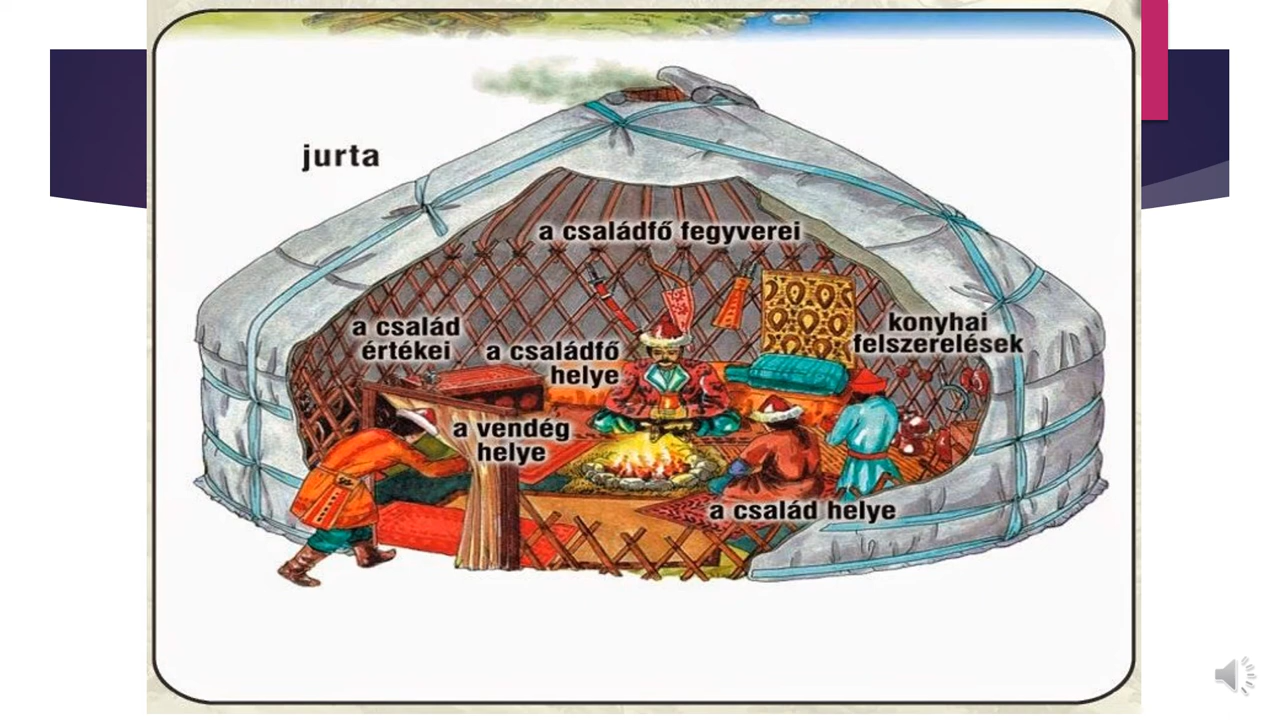 jurta
a családfő fegyverei
a család
értékei
a családfő
helye
konyhai
felszerelések
a vendég
helye
a család helye